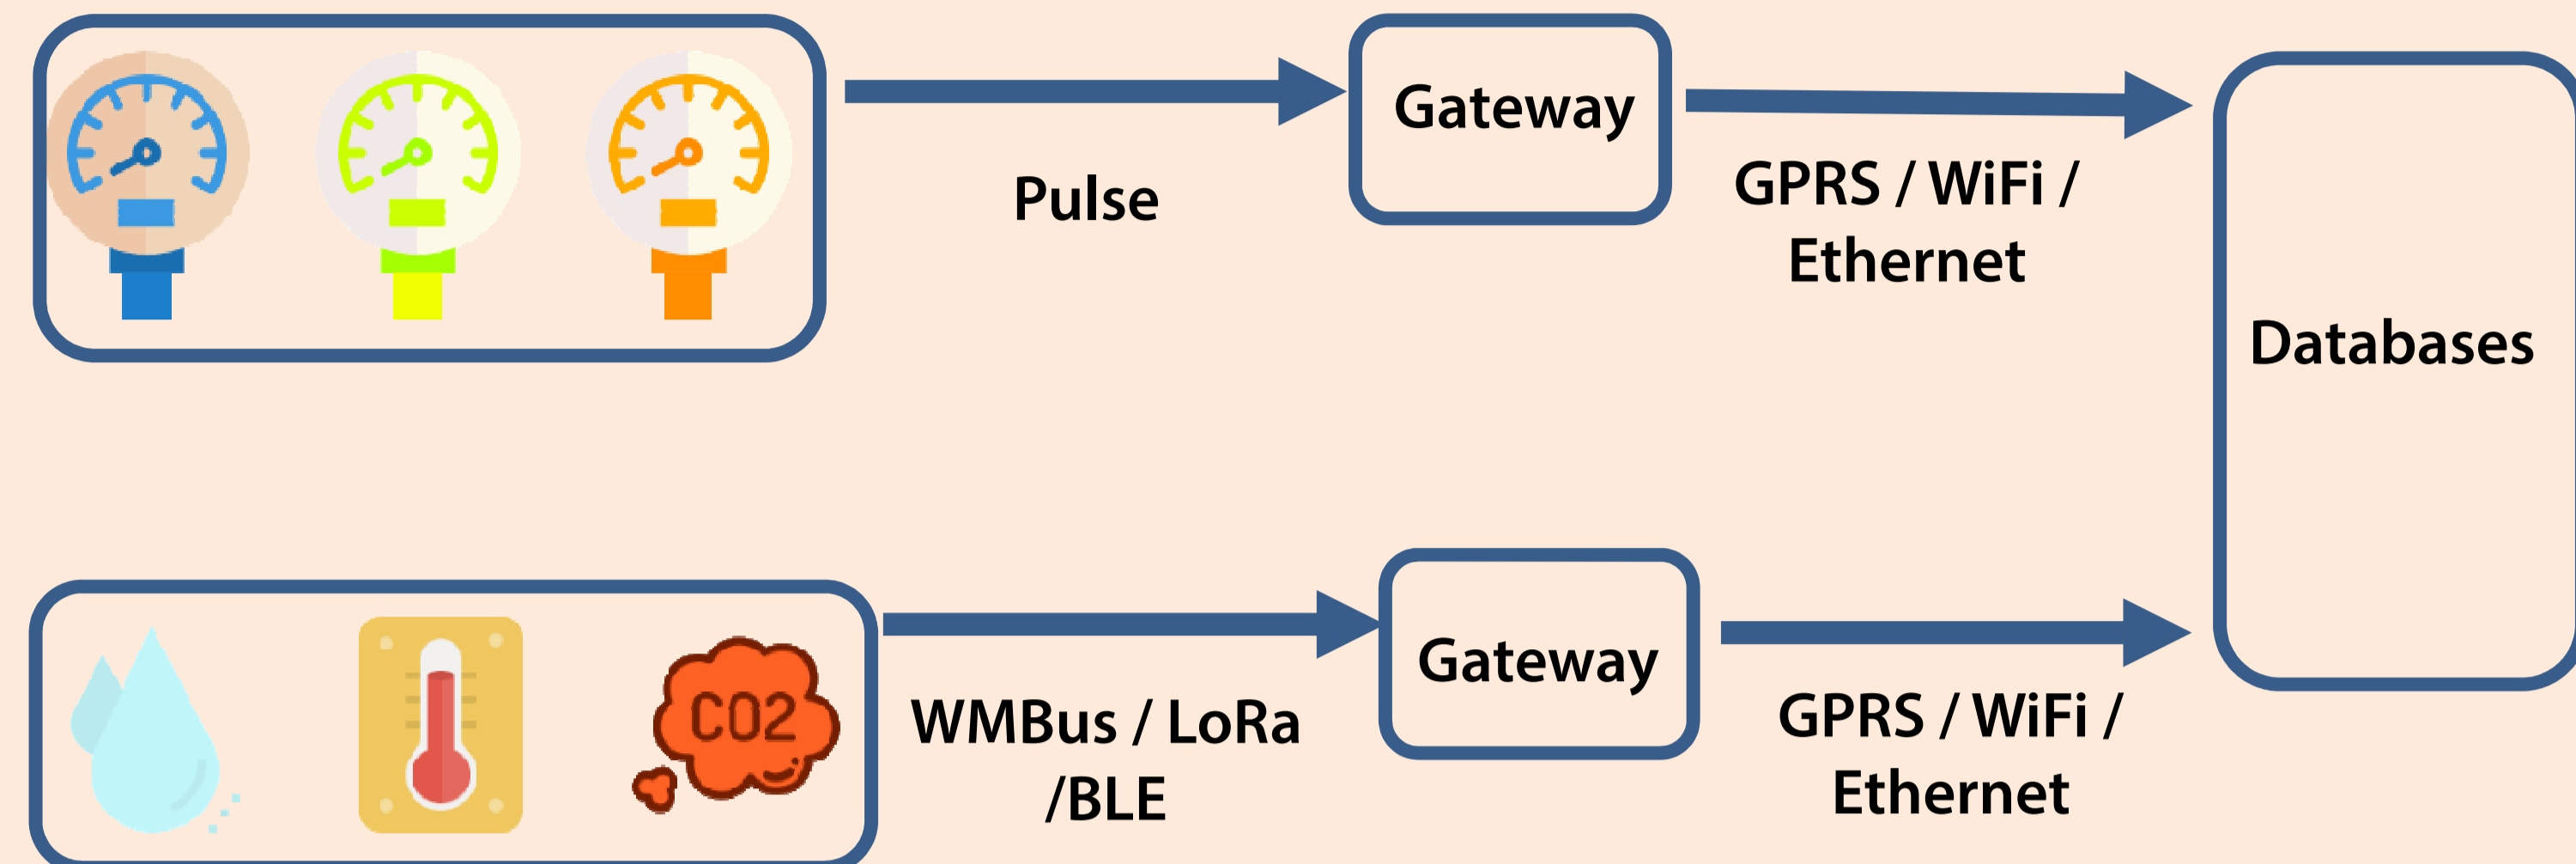 Pulse
Gateway
GPRS / WiFi /
Ethernet
Databases
CO2
WMBus / LoRa
/BLE
Gateway
GPRS / WiFi /
Ethernet